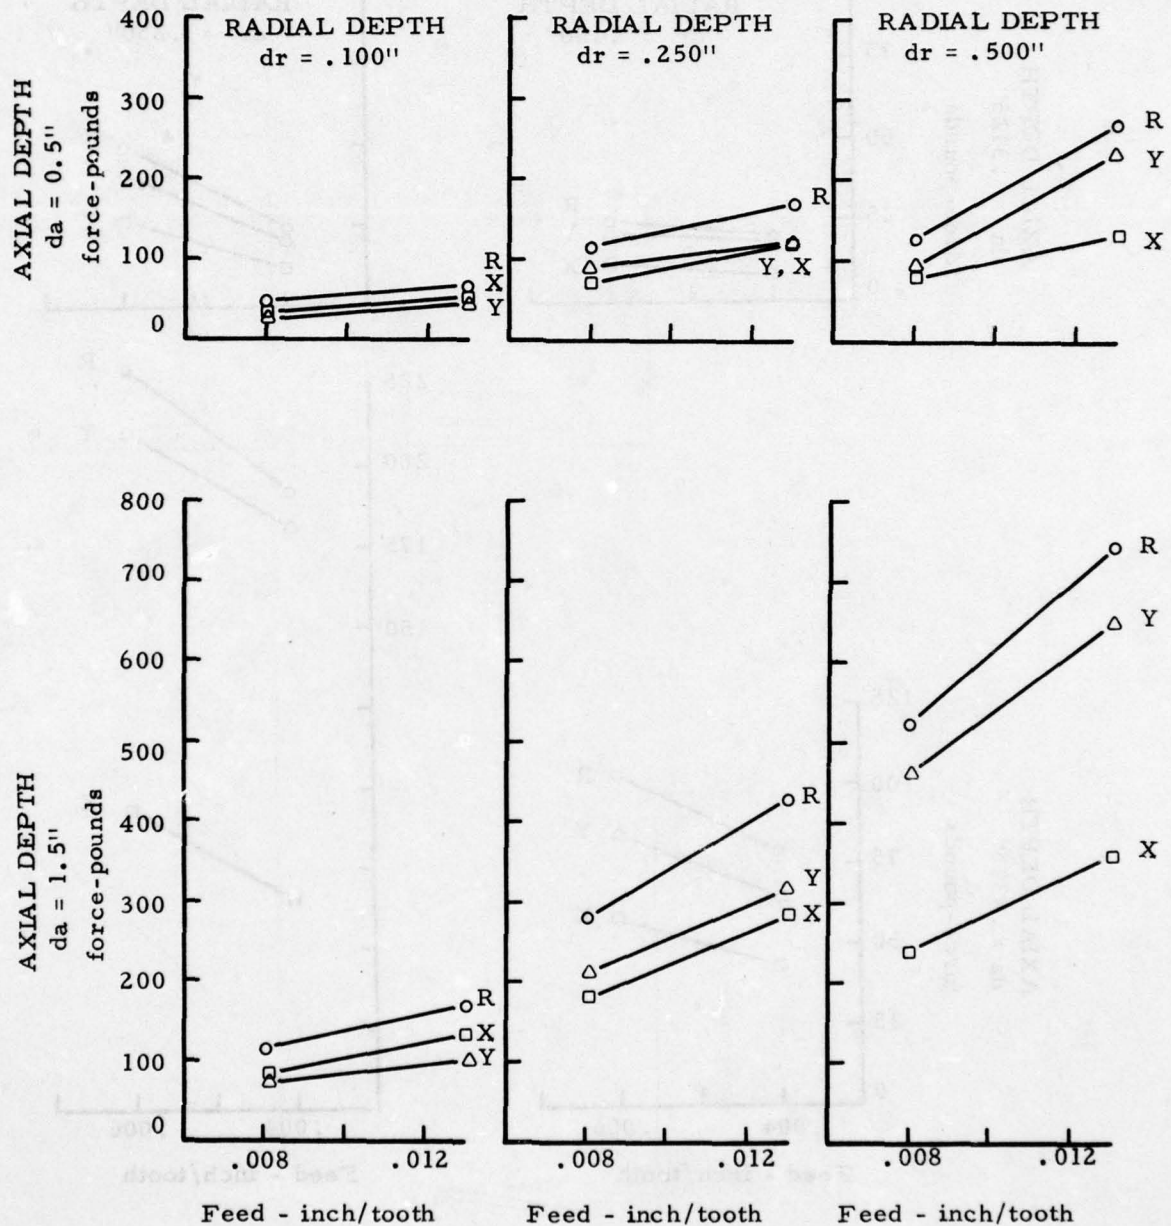 RADIAL DEPTH
dr = .100"
RADIAL DEPTH
dr = .250"
RADIAL DEPTH
dr = .500"
AXIAL DEPTH
da = 0.5"
force-pounds
400
300
200
100
0
R
X
Y
R
Y, X
R
Y
X
AXIAL DEPTH
da = 1.5"
force-pounds
800
700
600
500
400
300
200
100
0
R
X
Y
R
Y
X
R
Y
X
.008 .012
.008 .012
.008 .012
Feed - inch/tooth
Feed - inch/tooth
Feed - inch/tooth